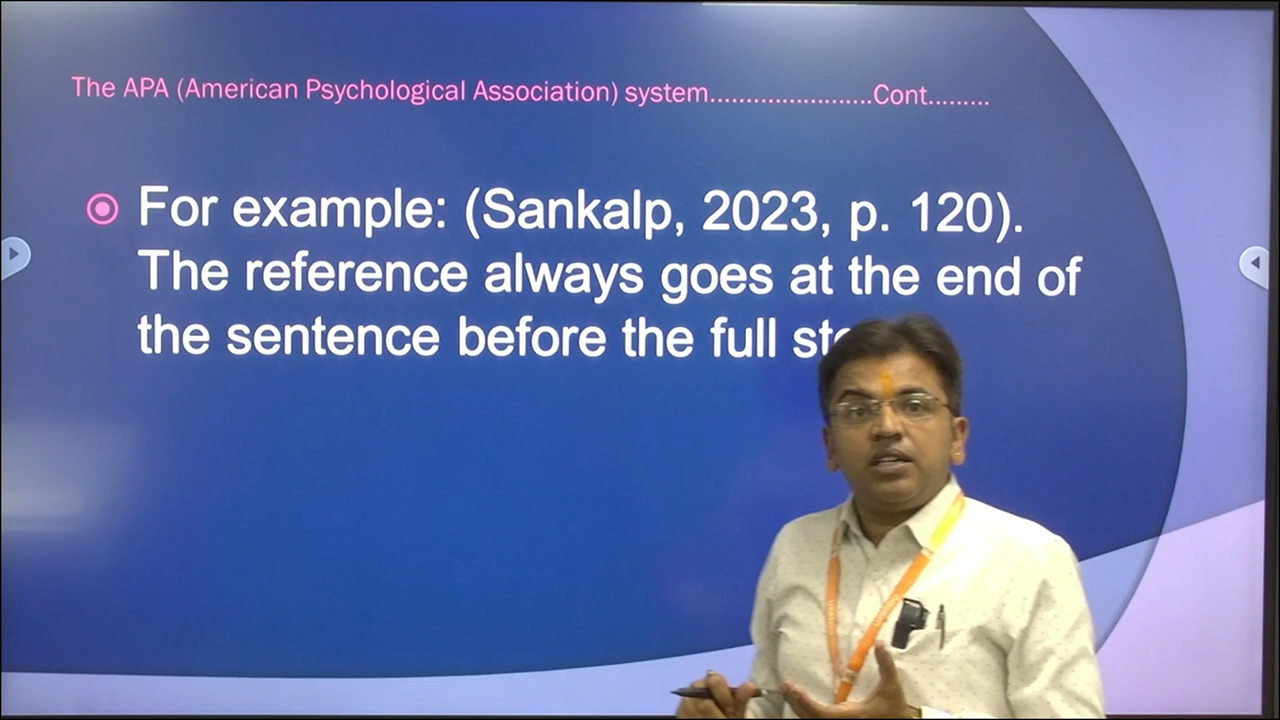 The APA (American Psychological Association) system.......................Cont.........
For example: (Sankalp, 2023, p. 120).
The reference always goes at the end of
the sentence before the full